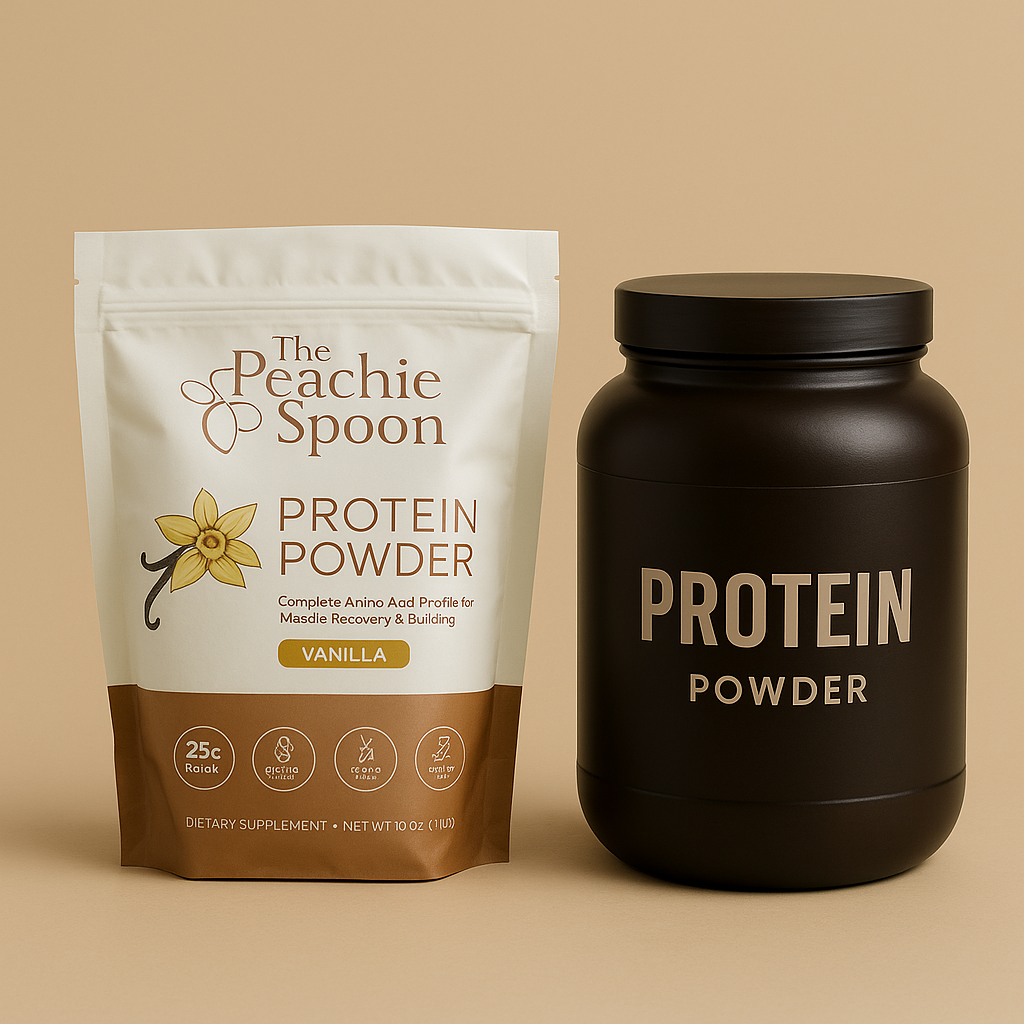 The
Peachie
Spoon
PROTEIN
POWDER
Complete Anino Aad Profile for
Masdle Recovery & Building
VANILLA
25c
Raiak
DIETARY SUPPLEMENT • NET WT 10 OZ
PROTEIN
POWDER